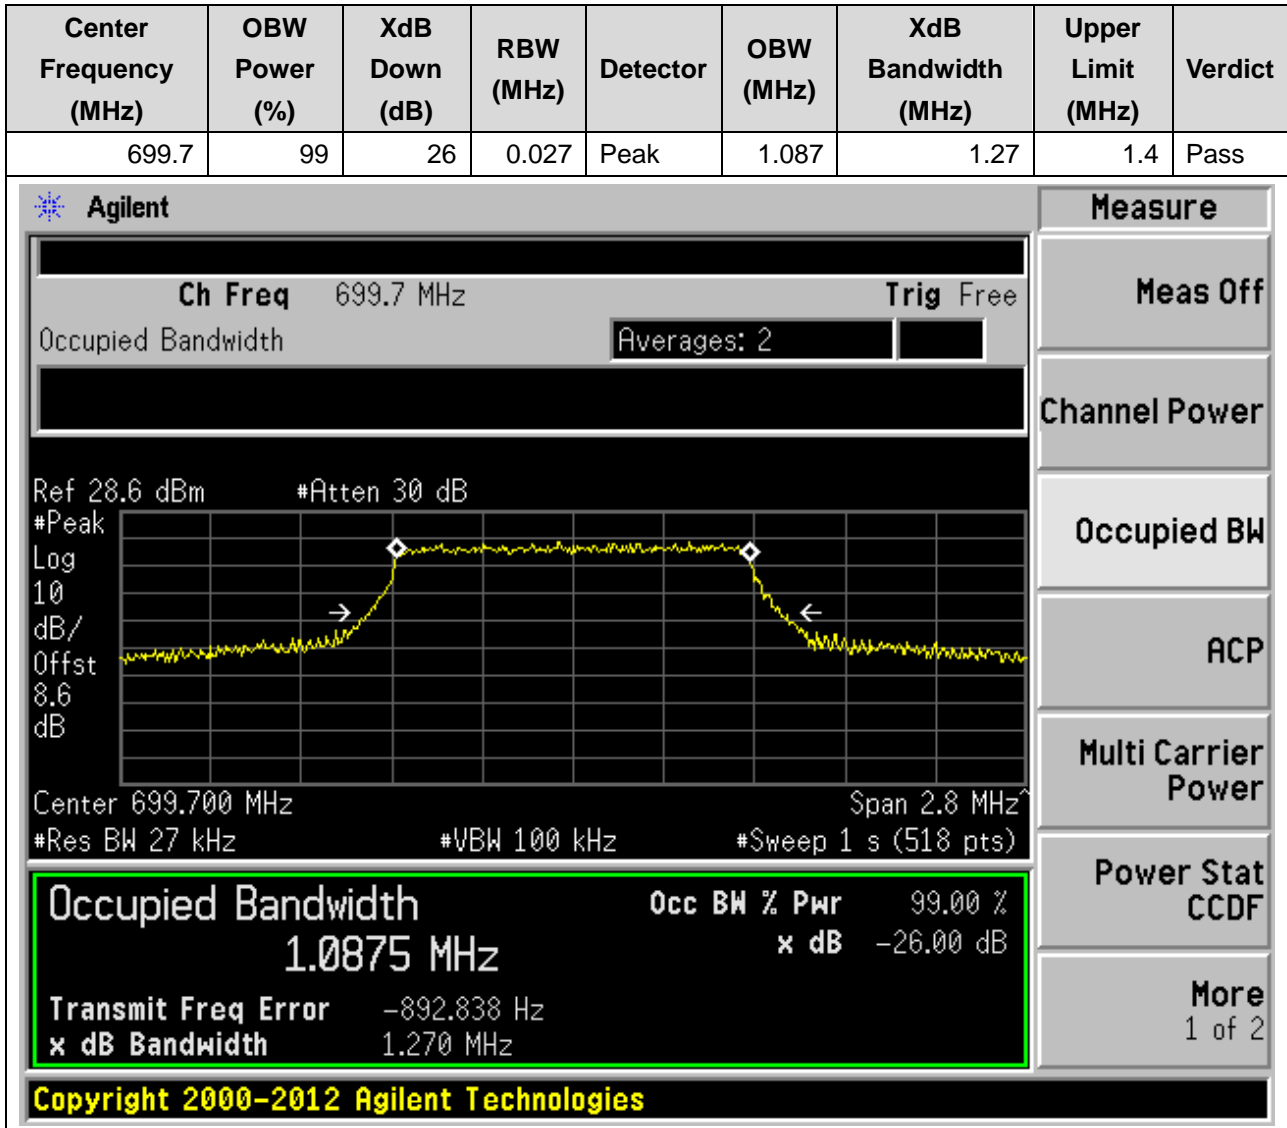 Center Frequency (MHz) OBW Power (%) XdB Down (dB) RBW (MHz) Detector OBW (MHz) XdB Bandwidth (MHz) Upper Limit (MHz) Verdict
699.7 99 26 0.027 Peak 1.087 1.27 1.4 Pass
Agilent
Measure
Ch Freq 699.7 MHz Trig Free
Meas Off
Occupied Bandwidth Averages: 2
Channel Power
Ref 28.6 dBm #Atten 30 dB
#Peak
Log
10
dB/
Offst
8.6
dB
Occupied BW
ACP
Multi Carrier
Power
Center 699.700 MHz Span 2.8 MHz^
#Res BW 27 kHz #VBW 100 kHz #Sweep 1 s (518 pts)
Power Stat
CCDF
Occupied Bandwidth Occ BW % Pwr 99.00 %
1.0875 MHz x dB -26.00 dB
Transmit Freq Error -892.838 Hz
x dB Bandwidth 1.270 MHz
More
1 of 2
Copyright 2000-2012 Agilent Technologies